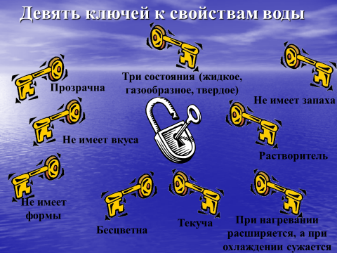 Девять ключей к свойствам воды
Три состояния (жидкое,
газообразное, твердое)
Прозрачна
Не имеет запаха
Не имеет вкуса
Растворитель
Не имеет
формы
Бесцветна
Текуча
При нагревании
расширяется, а при
охлаждении сужается